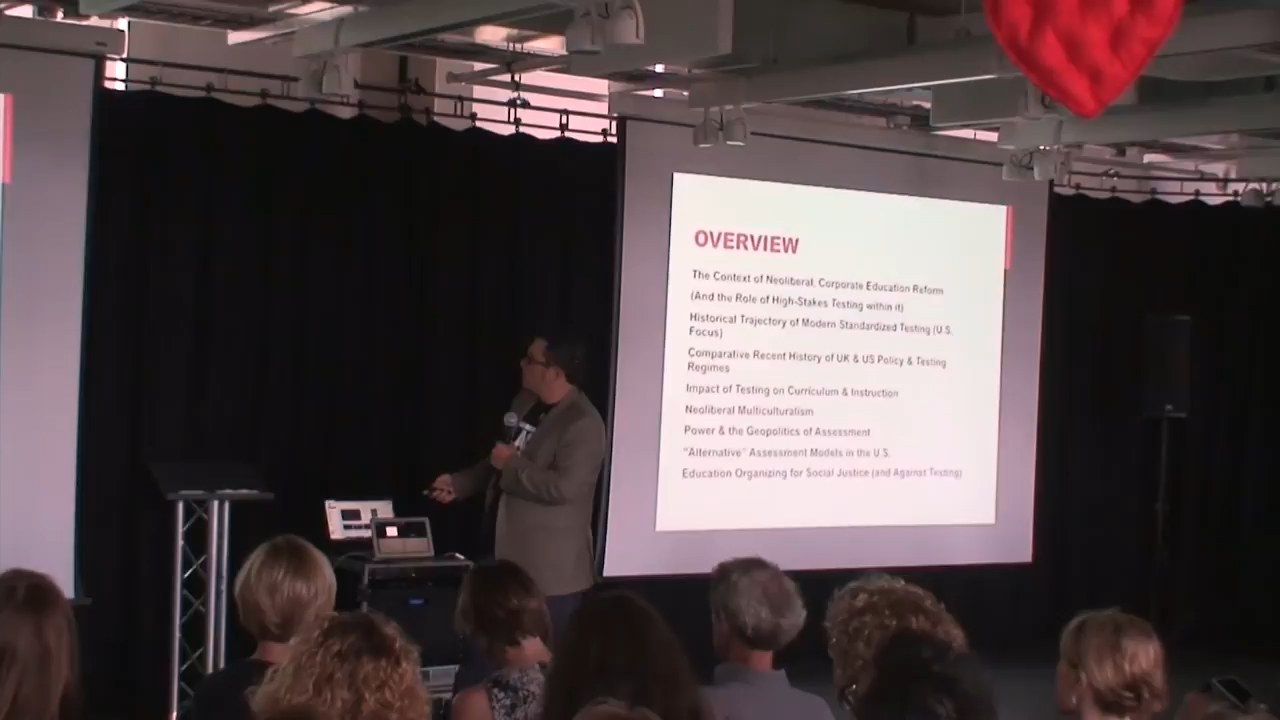 OVERVIEW
The Context of Neoliberal, Corporate Education Reform
(And the Role of High-Stakes Testing within it)
Historical Trajectory of Modern Standardized Testing (U.S.
Focus)
Comparative Recent History of UK & US Policy & Testing
Regimes
Impact of Testing on Curriculum & Instruction
Neoliberal Multiculturalism
Power & the Geopolitics of Assessment
"Alternative" Assessment Models in the U.S.
Education Organizing for Social Justice (and Against Testing)